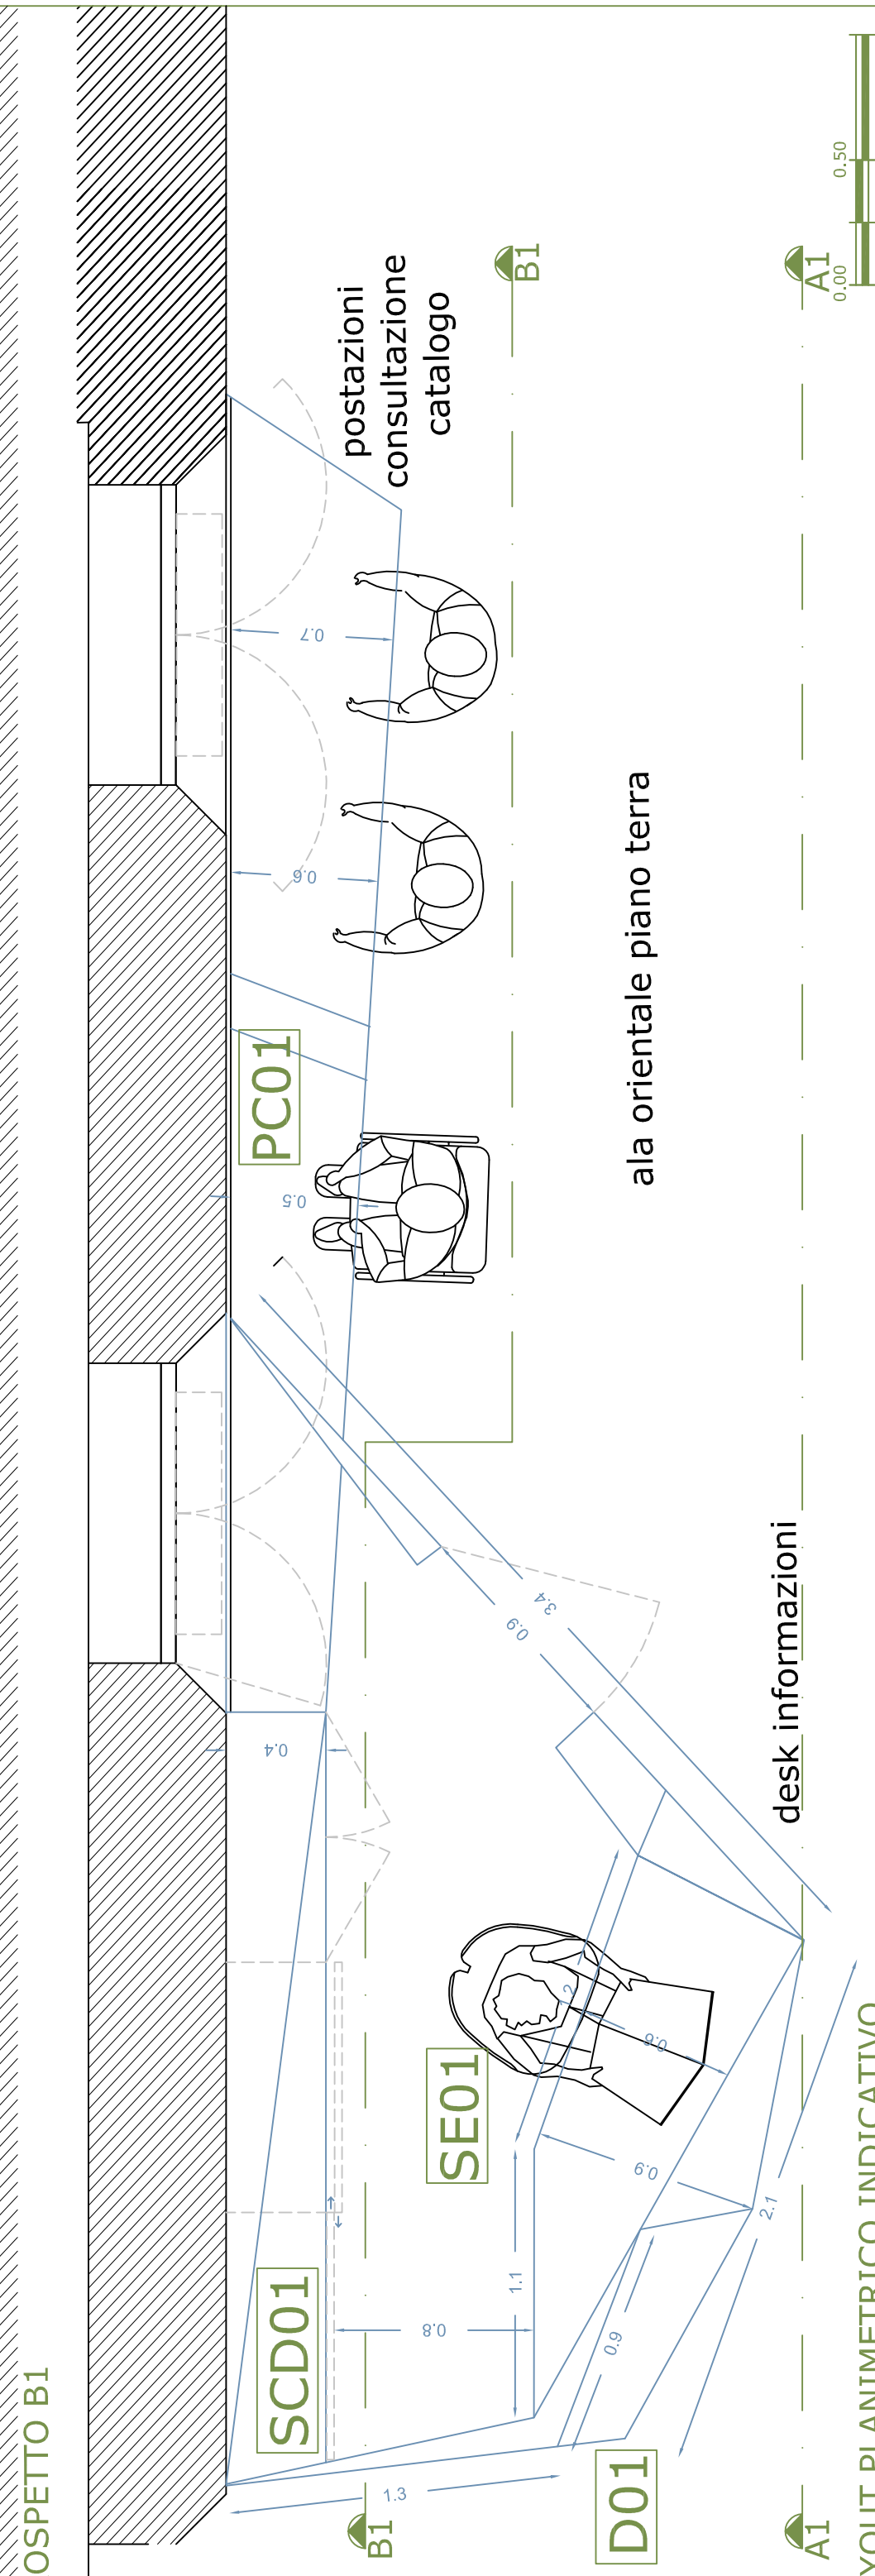 OSPETTO B1
postazioni
consultazione
catalogo
B1
A1
0.00
0.50
0.7
0.6
PC01
0.5
ala orientale piano terra
desk informazioni
3.4
0.9
0.4
SE01
0.6
0.9
2.1
SCD01
1.1
0.8
0.9
1.3
B1
D01
A1
YOUT PLANIMETRICO INDICATIVO